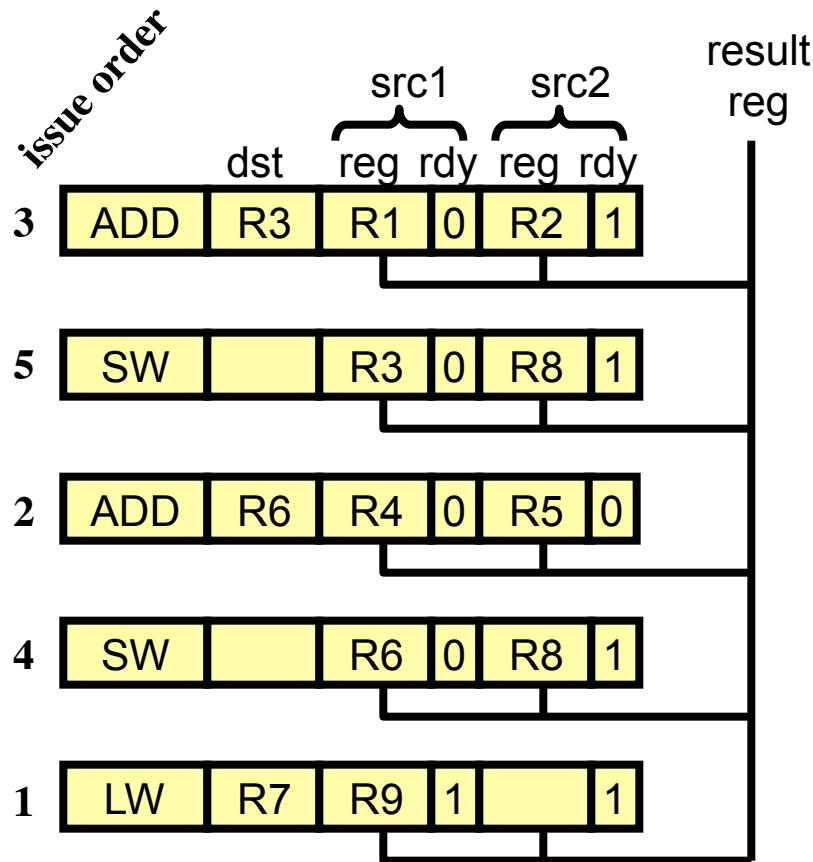 issue order
result
reg
src1 src2
dst reg rdy reg rdy
3 ADD R3 R1 0 R2 1
5 SW R3 0 R8 1
2 ADD R6 R4 0 R5 0
4 SW R6 0 R8 1
1 LW R7 R9 1 1